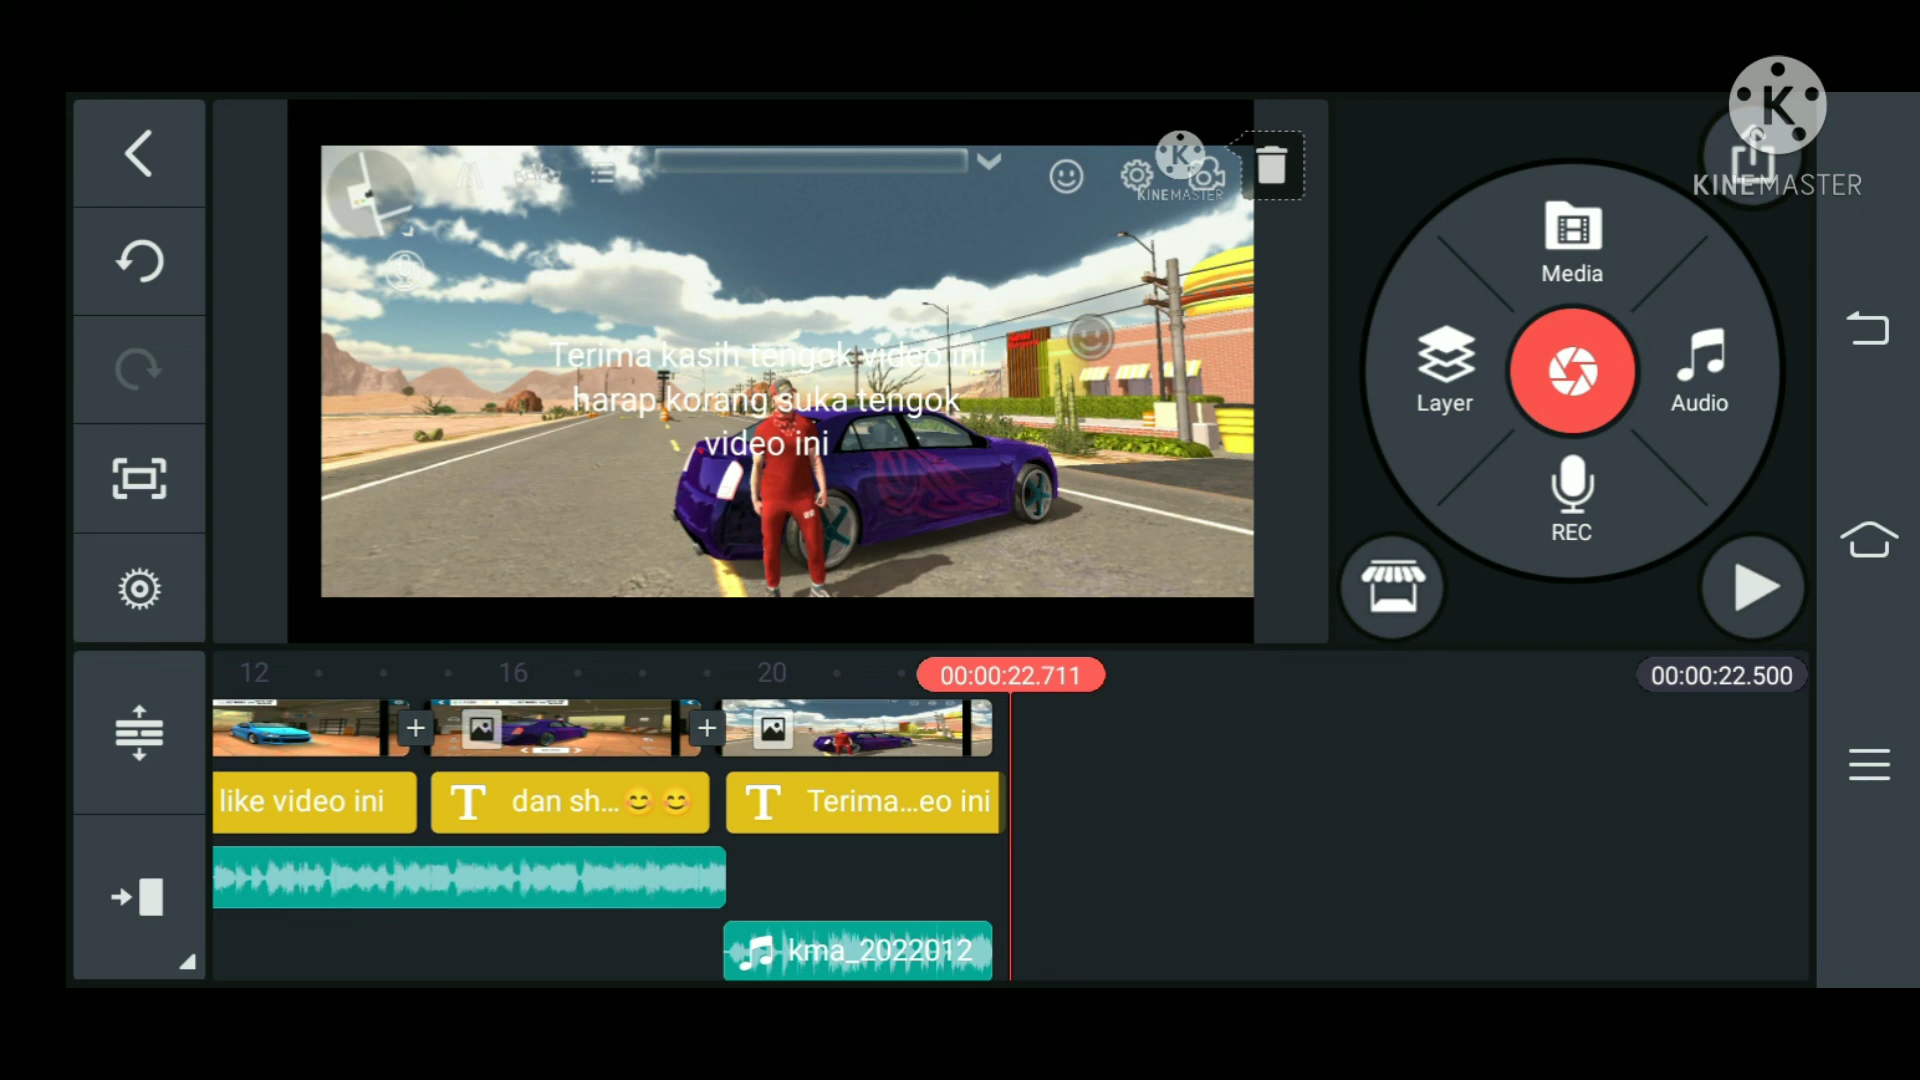 KINEMASTER
KINEMASTER
Terima kasih tengok video ini
harap korang suka tengok
video ini
Media
Layer
Audio
REC
12
16
20
00:00:22.711
00:00:22.500
like video ini
T dan sh...😊😊
T Terima...eo ini
kma_2022012